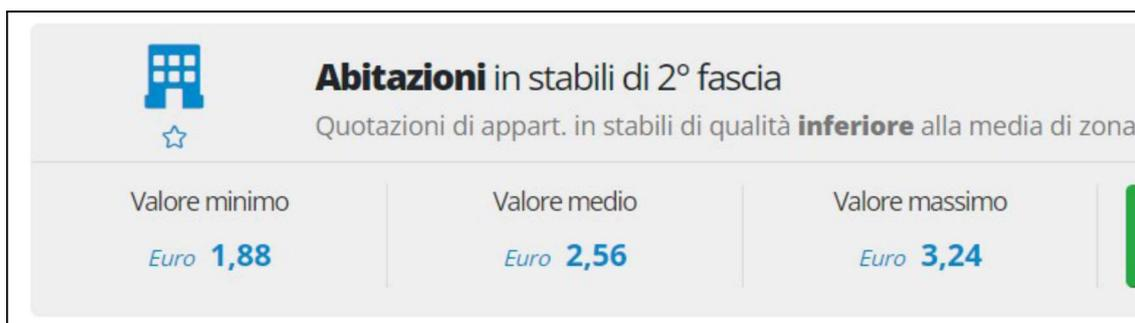 Abitazioni in stabili di 2° fascia
Quotazioni di appart. in stabili di qualità inferiore alla media di zona
Valore minimo Valore medio Valore massimo
Euro 1,88 Euro 2,56 Euro 3,24